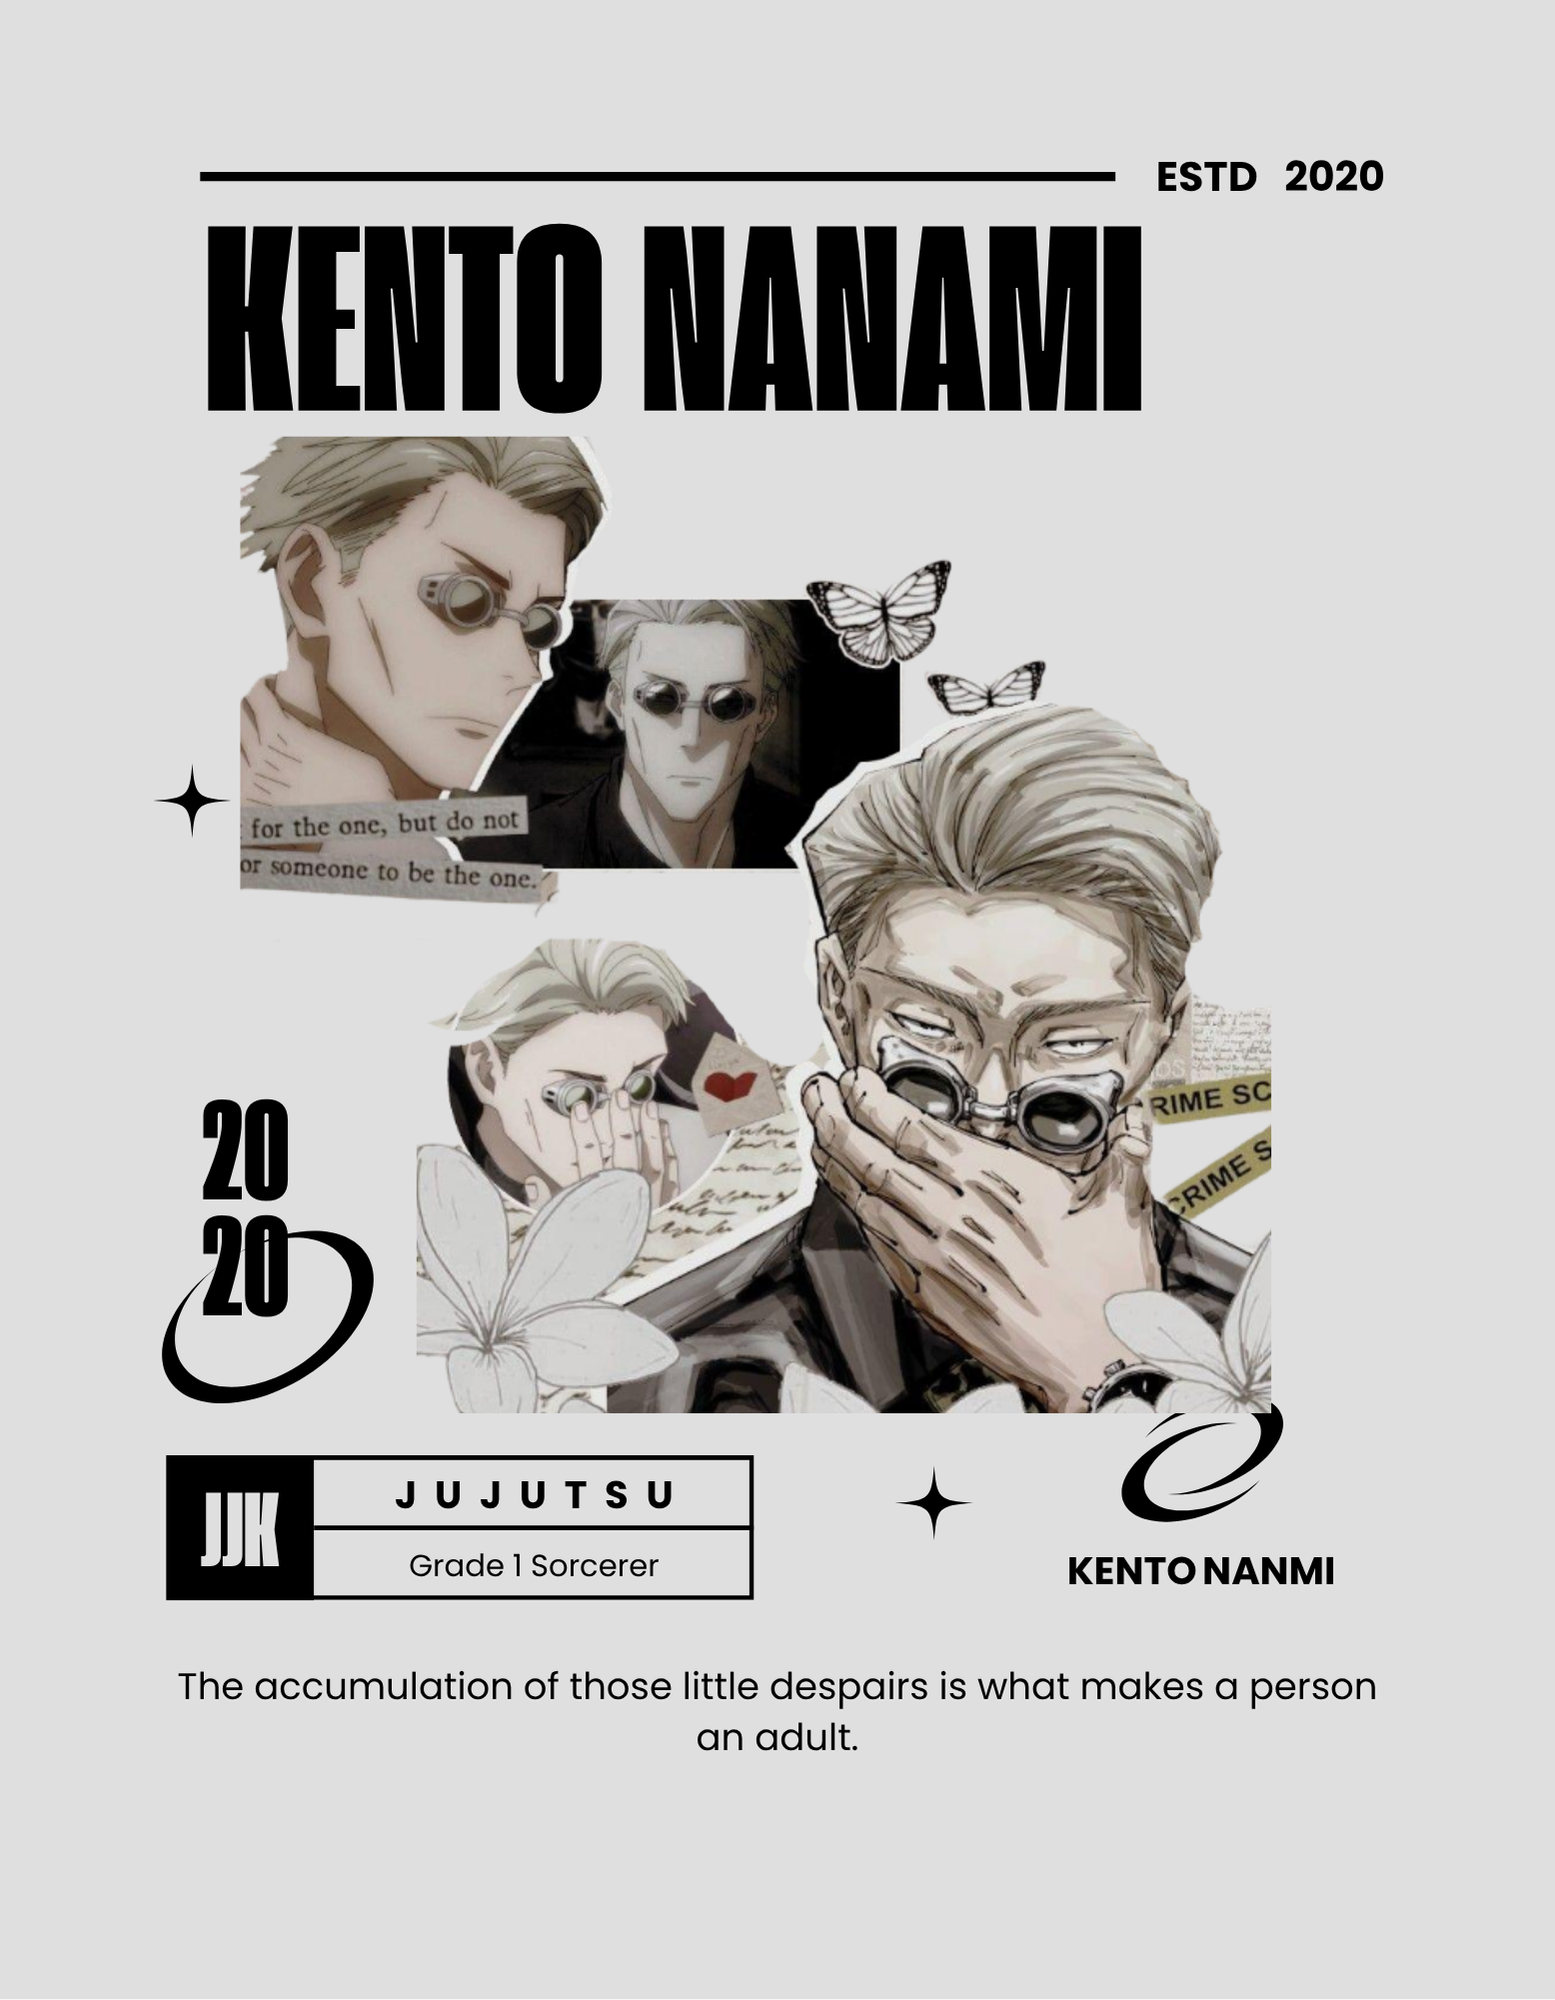 ESTD 2020
KENTO NANAMI
for the one, but do not
or someone to be the one.
RIME SC
CRIME S
20
20
JJK
JUJUTSU
Grade 1 Sorcerer
KENTO NANMI
The accumulation of those little despairs is what makes a person
an adult.